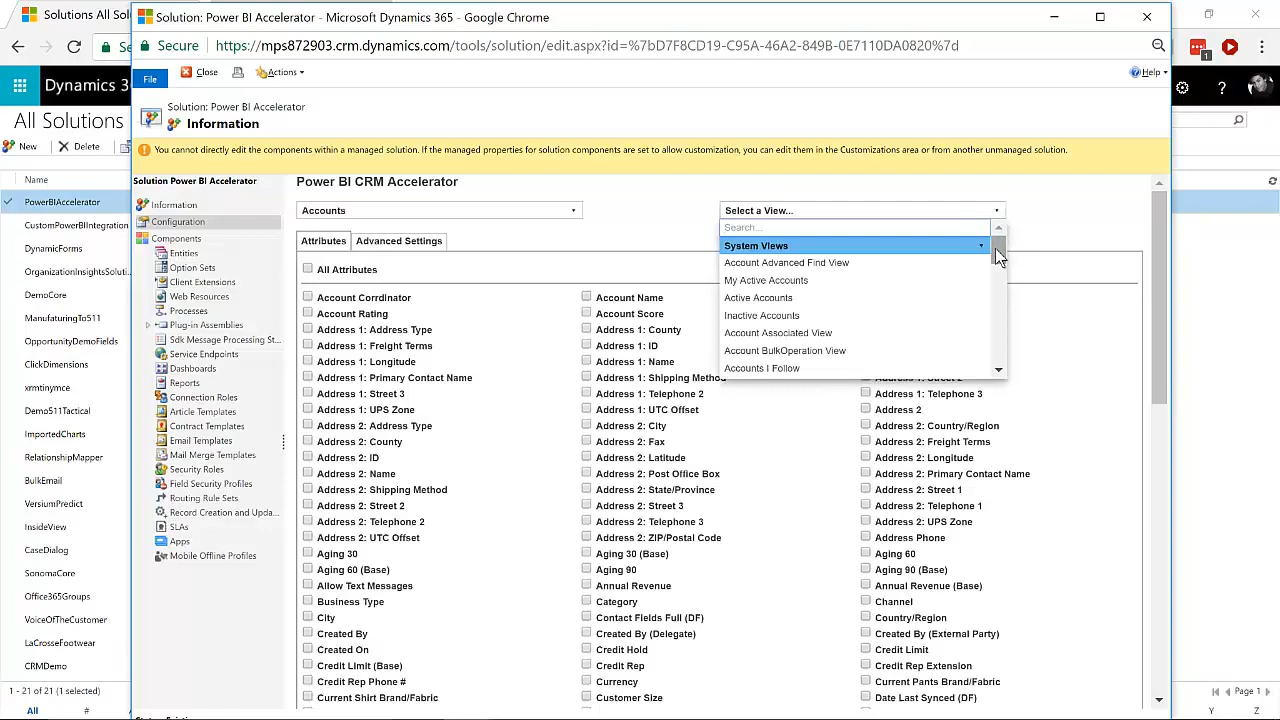 Solutions All Sol
Solution: Power BI Accelerator - Microsoft Dynamics 365 - Google Chrome
Secure
https://mps872903.crm.dynamics.com/tools/solution/edit.aspx?id=%7bD7F8CD19-C95A-46A2-849B-0E7110DA0820%7d
Se
1
Dynamics 3
File
Close
Actions
Help
?
All Solutions
Solution: Power BI Accelerator
Information
New
Delete
You cannot directly edit the components within a managed solution. If the managed properties for solution components are set to allow customization, you can edit them in the Customizations area or from another unmanaged solution.
Name
PowerBIAccelerator
CustomPowerBIIntegration
DynamicForms
OrganizationInsightsSoluti
DemoCore
ManufaturingTo511
OpportunityDemoFields
ClickDimensions
xrmtinymce
Demo511Tactical
ImportedCharts
RelationshipMapper
BulkEmail
VersiumPredict
InsideView
CaseDialog
SonomaCore
Office365Groups
VoiceOfTheCustomer
LaCrosseFootwear
CRMDemo
1 - 21 of 21 (1 selected)
All
#
Solution Power BI Accelerator
Information
Configuration
Components
Entities
Option Sets
Client Extensions
Web Resources
Processes
Plug-in Assemblies
Sdk Message Processing St...
Service Endpoints
Dashboards
Reports
Connection Roles
Article Templates
Contract Templates
Email Templates
Mail Merge Templates
Security Roles
Field Security Profiles
Routing Rule Sets
Record Creation and Upda...
SLAs
Apps
Mobile Offline Profiles
Power BI CRM Accelerator
Accounts
Select a View...
Search...
System Views
Account Advanced Find View
My Active Accounts
Active Accounts
Inactive Accounts
Account Associated View
Account BulkOperation View
Accounts I Follow
Attributes
Advanced Settings
All Attributes
Account Corrdinator
Account Name
Account Rating
Account Score
Address 1: Address Type
Address 1: County
Address 1: Freight Terms
Address 1: ID
Address 1: Longitude
Address 1: Name
Address 1: Primary Contact Name
Address 1: Shipping Method
Address 1: Street 2
Address 1: Street 3
Address 1: Telephone 2
Address 1: Telephone 3
Address 1: UPS Zone
Address 1: UTC Offset
Address 2
Address 2: Address Type
Address 2: City
Address 2: Country/Region
Address 2: County
Address 2: Fax
Address 2: Freight Terms
Address 2: ID
Address 2: Latitude
Address 2: Longitude
Address 2: Name
Address 2: Post Office Box
Address 2: Primary Contact Name
Address 2: Shipping Method
Address 2: State/Province
Address 2: Street 1
Address 2: Street 2
Address 2: Street 3
Address 2: Telephone 1
Address 2: Telephone 2
Address 2: Telephone 3
Address 2: UPS Zone
Address 2: UTC Offset
Address 2: ZIP/Postal Code
Address Phone
Aging 30
Aging 30 (Base)
Aging 60
Aging 60 (Base)
Aging 90
Aging 90 (Base)
Allow Text Messages
Annual Revenue
Annual Revenue (Base)
Business Type
Category
Channel
City
Contact Fields Full (DF)
Country/Region
Created By
Created By (Delegate)
Created By (External Party)
Created On
Credit Hold
Credit Limit
Credit Limit (Base)
Credit Rep
Credit Rep Extension
Credit Rep Phone #
Currency
Current Pants Brand/Fabric
Current Shirt Brand/Fabric
Customer Size
Date Last Synced (DF)
Page 1
Y
Z